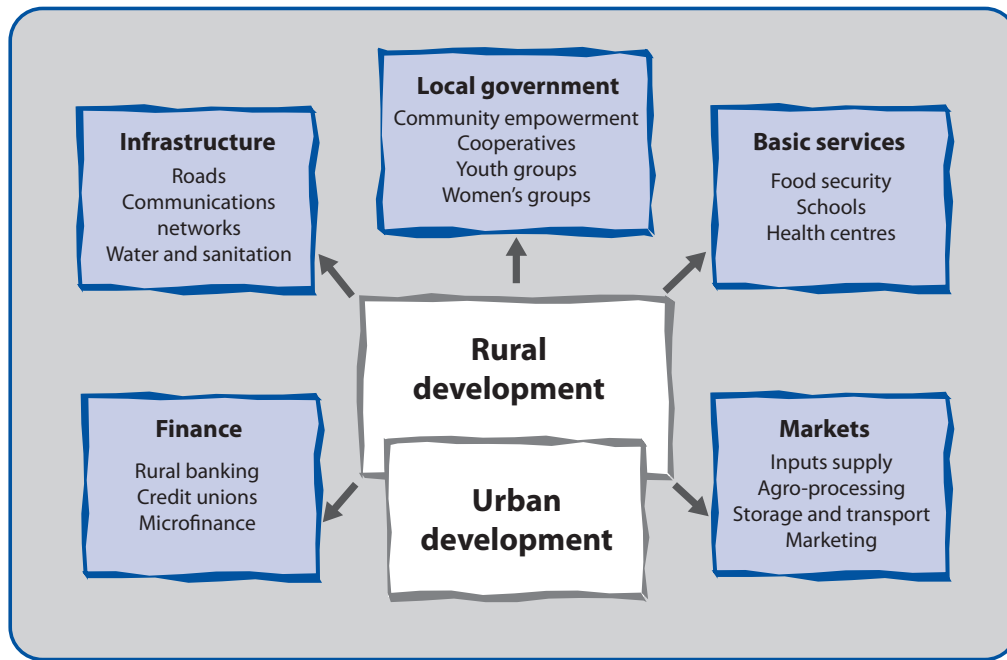 Local government
Community empowerment
Cooperatives
Youth groups
Women’s groups
Infrastructure
Roads
Communications
networks
Water and sanitation
Basic services
Food security
Schools
Health centres
Rural
development
Finance
Rural banking
Credit unions
Microfinance
Urban
development
Markets
Inputs supply
Agro-processing
Storage and transport
Marketing